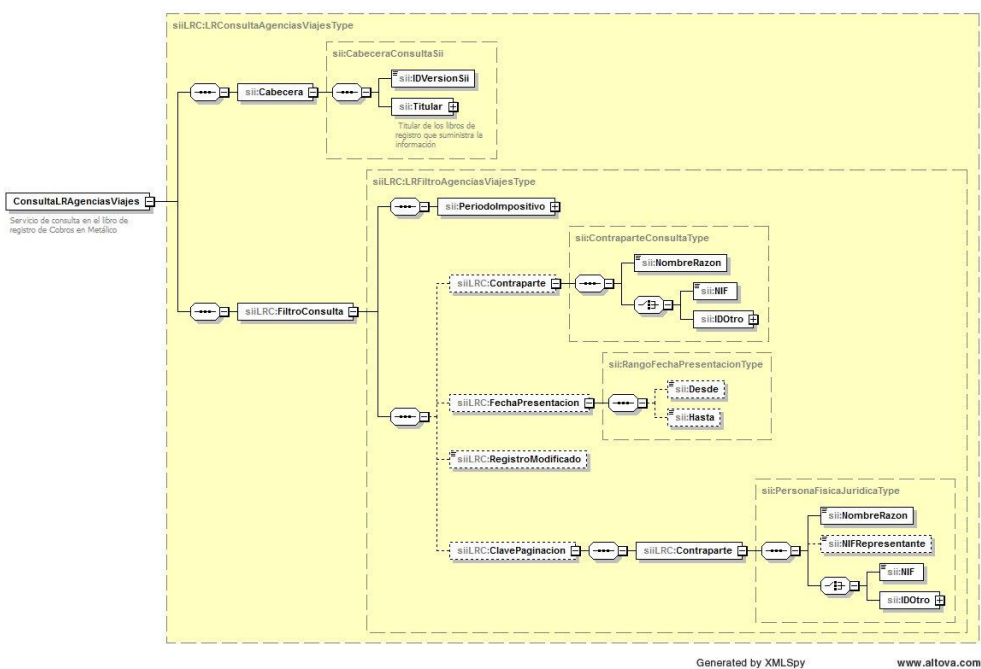 siiLRC:LRConsultaAgenciasViajesType
sii:CabeceraConsultaSii
sii:IDVersionSii
sii:Cabecera
sii:Titular
Titular de los libros de
registro que suministra la
información
siiLRC:LRFiltroAgenciasViajesType
ConsultaLRAgenciasViajes
Servicio de consulta en el libro de
registro de Cobros en Metálico
sii:PeriodoImpositivo
sii:ContraparteConsultaType
sii:NombreRazon
siiLRC:Contraparte
sii:NIF
siiLRC:FiltroConsulta
sii:IDOtro
sii:RangoFechaPresentacionType
sii:Desde
siiLRC:FechaPresentacion
sii:Hasta
siiLRC:RegistroModificado
sii:PersonaFisicaJuridicaType
sii:NombreRazon
siiLRC:ClavePaginacion
siiLRC:Contraparte
sii:NIFRepresentante
sii:NIF
sii:IDOtro
Generated by XMLSpy
www.altova.com